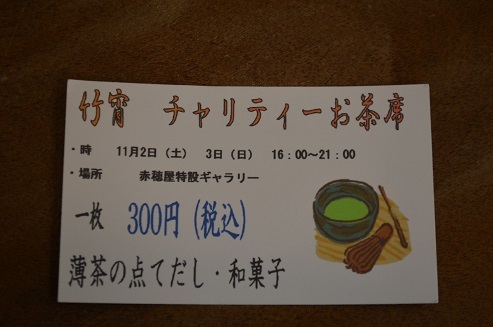 竹宵　チャリティーお茶席
・時　11月2日（土）　3日（日）　16：00～21：00
・場所　赤穂屋特設ギャラリー
一枚　300円（税込）
薄茶の点てだし・和菓子